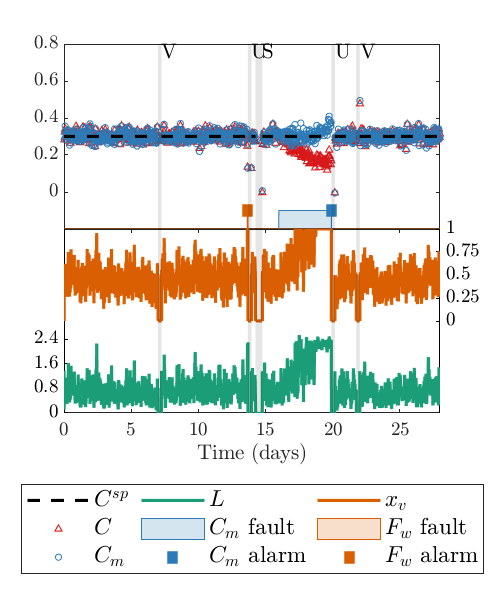 V U S U V
0.8
0.6
0.4
0.2
0
1
0.75
0.5
0.25
0
2.4
1.6
0.8
0
0 5 10 15 20 25
Time (days)
C^{sp} L x_v
C C_m fault F_w fault
C_m C_m alarm F_w alarm